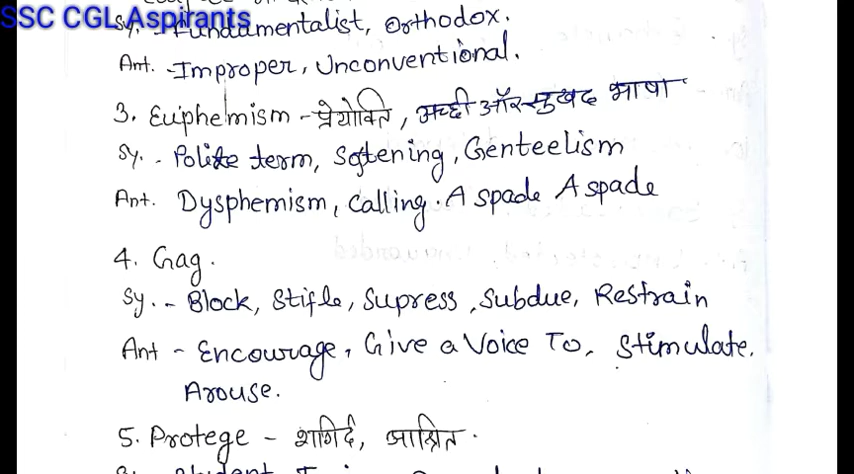 SSC CGL Aspirants
Sy. - Fundamentalist, Orthodox.
Ant. - Improper, Unconventional.
3. Euphelmism - प्रेयोक्ति, अच्छी और सुखद भाषा
Sy. - Polite term, Softening, Genteelism
Ant. Dysphemism, Calling. A spade A spade
4. Gag.
Sy. - Block, Stifle, Supress, Subdue, Restrain
Ant - Encourage, Give a Voice To, Stimulate.
Arouse.
5. Protege - शागिर्द, आश्रित.